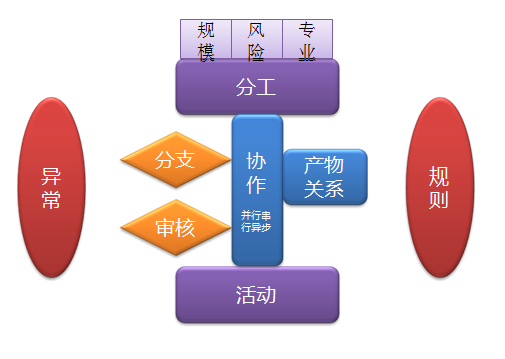 规模
风险
专业
分工
异常
分支
审核
协作
并行串
行异步
产物
关系
规则
活动